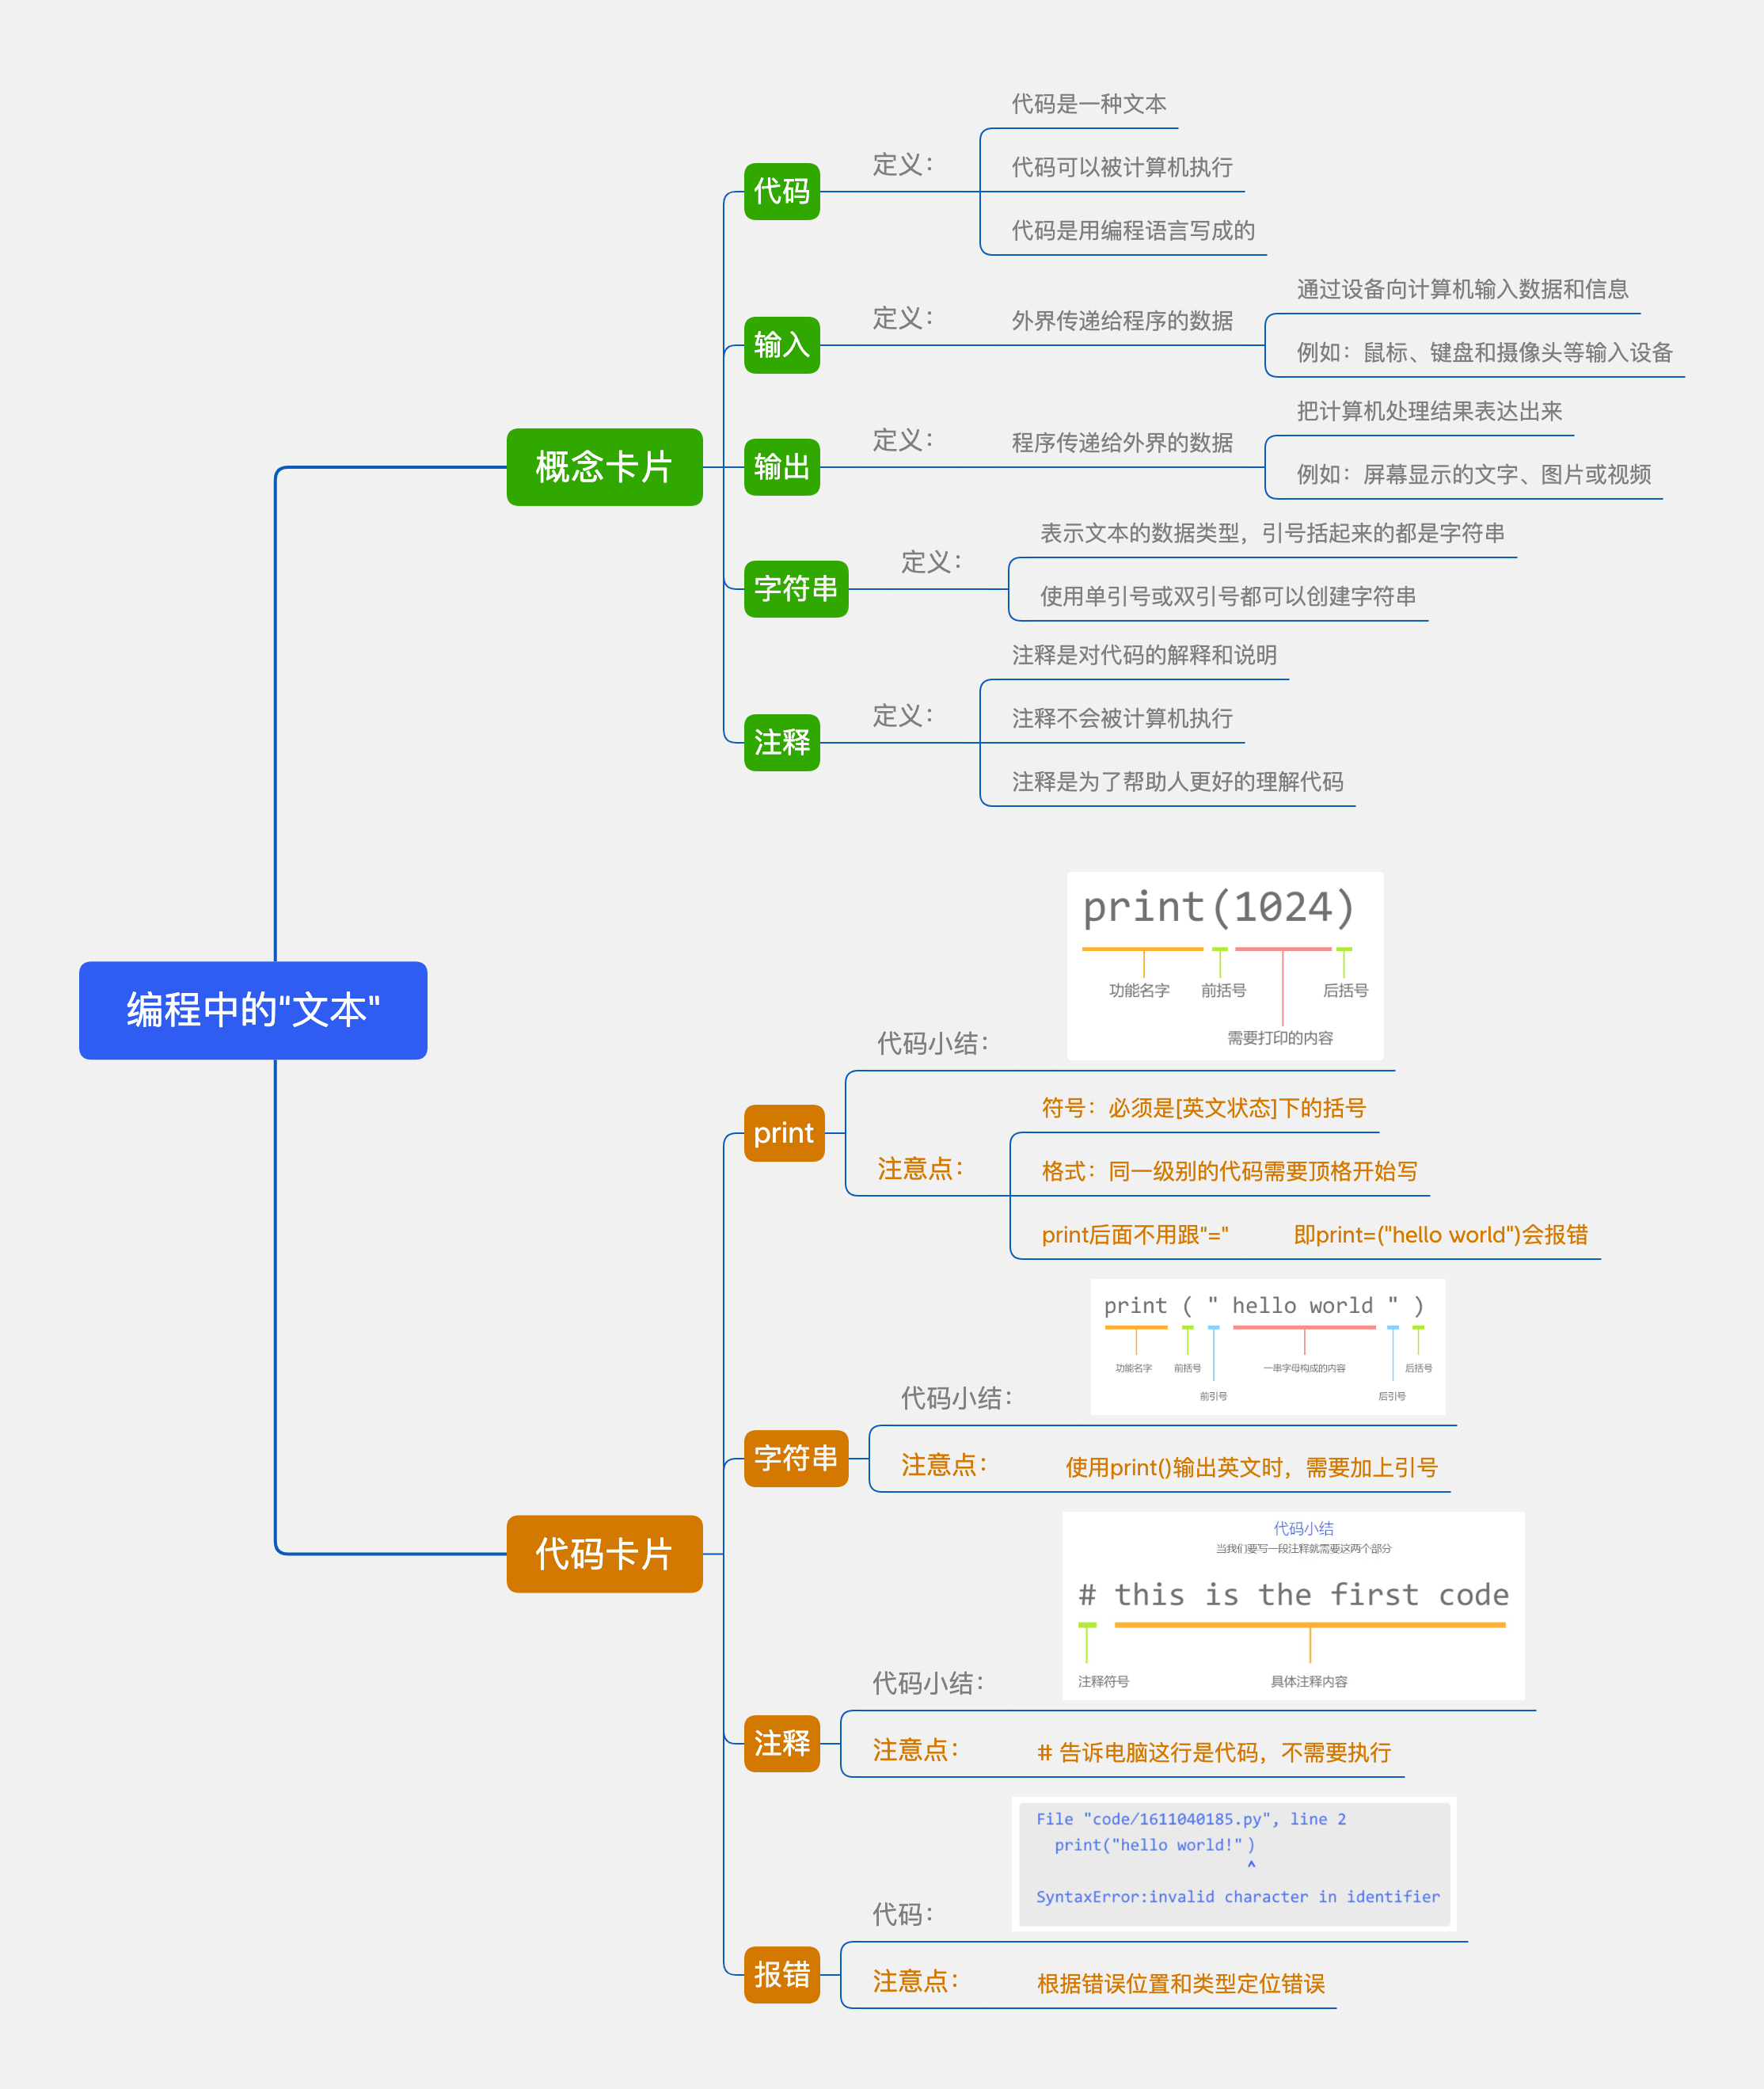 编程中的“文本"
概念卡片
代码
定义：
代码是一种文本
代码可以被计算机执行
代码是用编程语言写成的
输入
定义：
外界传递给程序的数据
通过设备向计算机输入数据和信息
例如：鼠标、键盘和摄像头等输入设备
输出
定义：
程序传递给外界的数据
把计算机处理结果表达出来
例如：屏幕显示的文字、图片或视频
字符串
定义：
表示文本的数据类型，引号括起来的都是字符串
使用单引号或双引号都可以创建字符串
注释
定义：
注释是对代码的解释和说明
注释不会被计算机执行
注释是为了帮助人更好的理解代码
代码卡片
print
代码小结：
print(1024)
功能名字 前括号 后括号
需要打印的内容
注意点：
符号：必须是[英文状态]下的括号
格式：同一级别的代码需要顶格开始写
print后面不用跟"=" 即print=("hello world")会报错
字符串
代码小结：
print ( " hello world " )
功能名字 前括号 一串字母构成的内容 后括号
前引号 后引号
注意点：
使用print()输出英文时，需要加上引号
注释
代码小结：
代码小结
当我们要写一段注释就需要这两个部分
# this is the first code
注释符号 具体注释内容
注意点：
# 告诉电脑这行是代码，不需要执行
报错
代码：
File "code/1611040185.py", line 2
print("hello world!")
^
SyntaxError:invalid character in identifier
注意点：
根据错误位置和类型定位错误